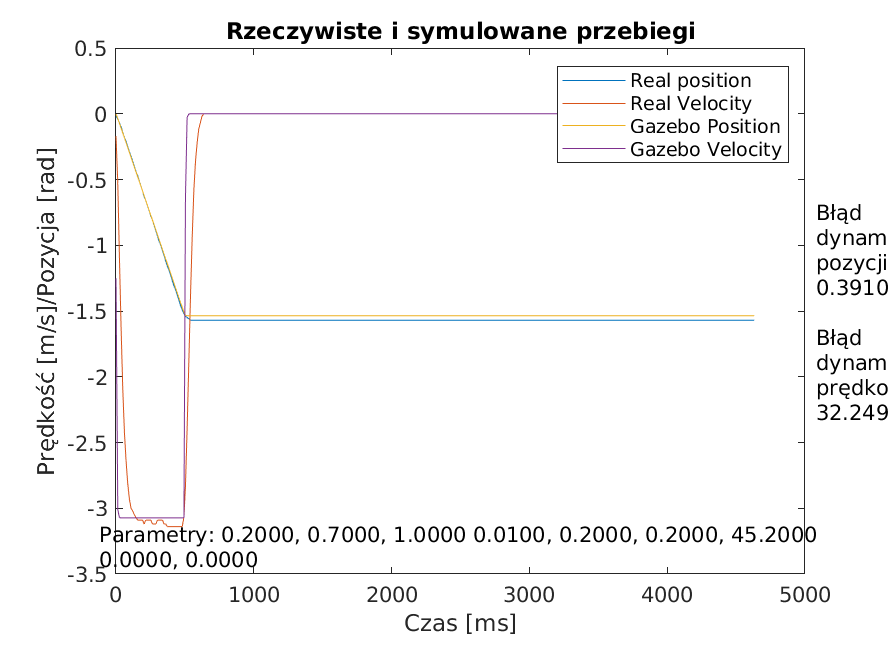 Rzeczywiste i symulowane przebiegi
Prędkość [m/s]/Pozycja [rad]
0.5
0
-0.5
-1
-1.5
-2
-2.5
-3
-3.5
Real position
Real Velocity
Gazebo Position
Gazebo Velocity
Błąd
dynam
pozycji
0.3910
Błąd
dynam
prędko
32.249
Parametry: 0.2000, 0.7000, 1.0000 0.0100, 0.2000, 0.2000, 45.2000
0.0000, 0.0000
0 1000 2000 3000 4000 5000
Czas [ms]